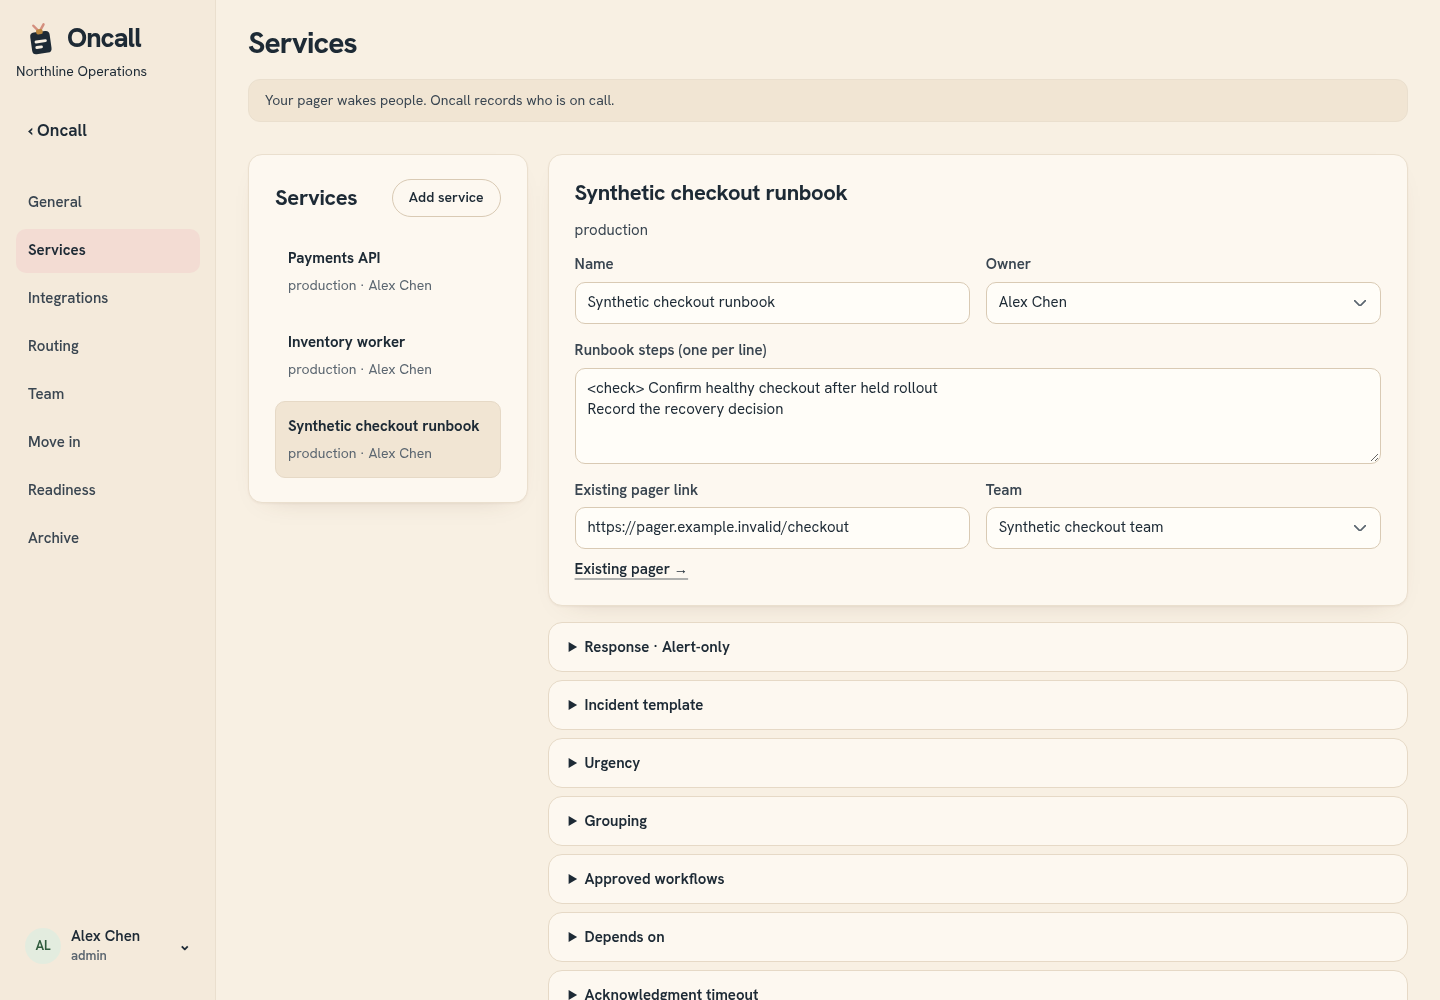 Oncall
Northline Operations
‹ Oncall
General
Services
Integrations
Routing
Team
Move in
Readiness
Archive
AL
Alex Chen
admin
Services
Your pager wakes people. Oncall records who is on call.
Services
Add service
Payments API
production · Alex Chen
Inventory worker
production · Alex Chen
Synthetic checkout runbook
production · Alex Chen
Synthetic checkout runbook
production
Name
Owner
Synthetic checkout runbook
Alex Chen
Runbook steps (one per line)
<check> Confirm healthy checkout after held rollout
Record the recovery decision
Existing pager link
Team
https://pager.example.invalid/checkout
Synthetic checkout team
Existing pager →
Response · Alert-only
Incident template
Urgency
Grouping
Approved workflows
Depends on
Acknowledgment timeout